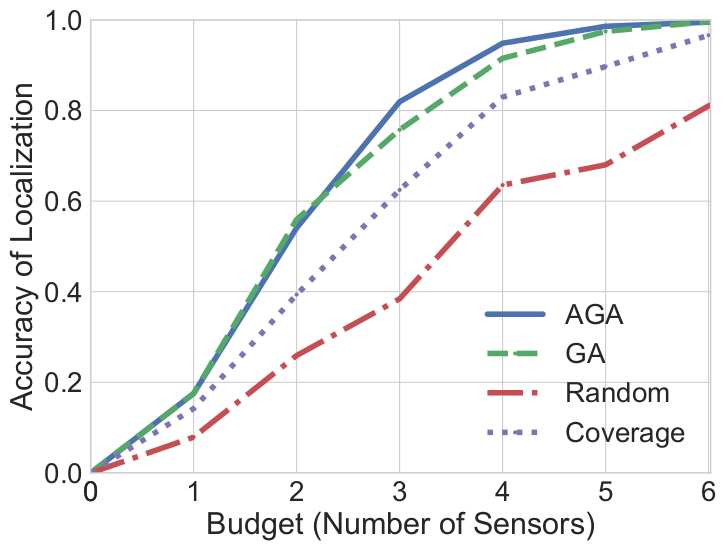 Accuracy of Localization
1.0
0.8
0.6
0.4
0.2
0.0
AGA
GA
Random
Coverage
0 1 2 3 4 5 6
Budget (Number of Sensors)